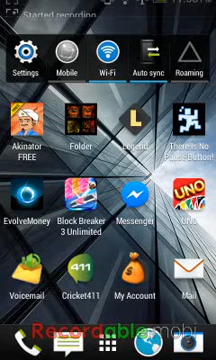 Started recording
Settings Mobile Wi-Fi Auto sync Roaming
Akinator FREE
Folder
Legend
There Is No Pause Button!
EvolveMoney
Block Breaker 3 Unlimited
Messenger
UNO
UNO
411
Voicemail Cricket411 My Account Mail
Recordable.mobi